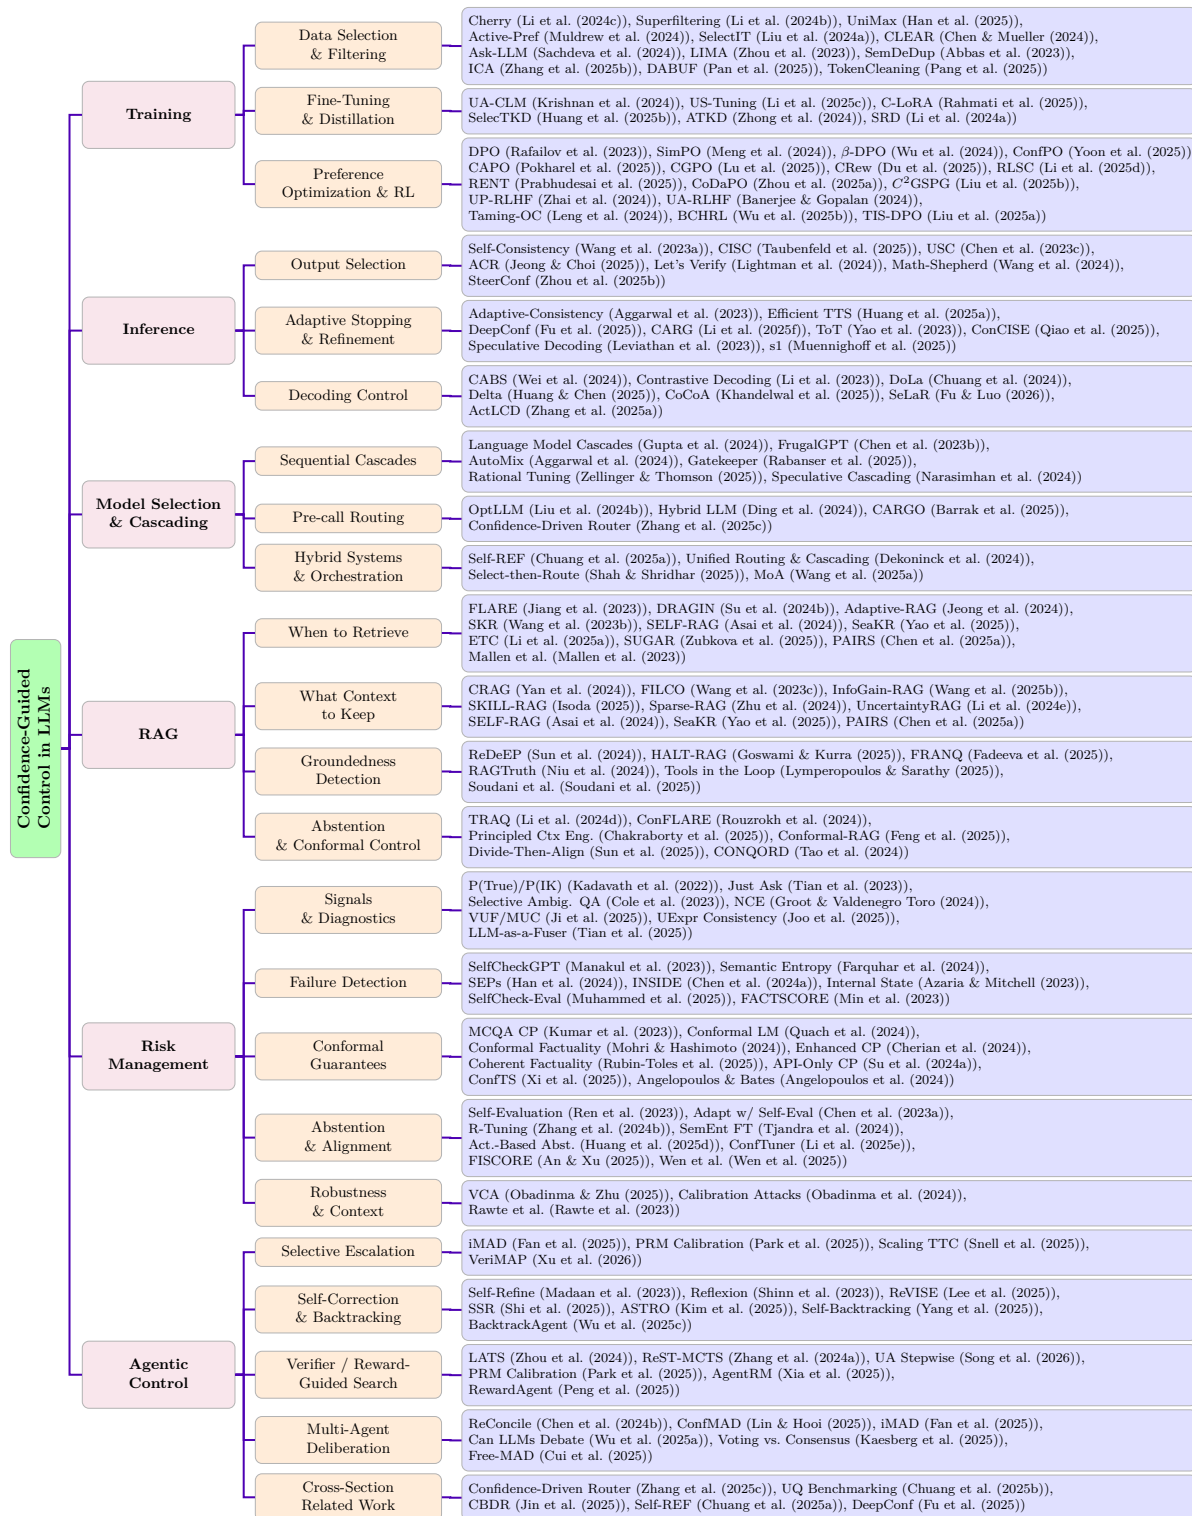 Confidence-Guided
Control in LLMs
Training
Data Selection
& Filtering
Cherry (Li et al. (2024c)), Superfiltering (Li et al. (2024b)), UniMax (Han et al. (2025)),
Active-Pref (Muldrew et al. (2024)), SelectIT (Liu et al. (2024a)), CLEAR (Chen & Mueller (2024)),
Ask-LLM (Sachdeva et al. (2024)), LIMA (Zhou et al. (2023)), SemDeDup (Abbas et al. (2023)),
ICA (Zhang et al. (2025b)), DABUF (Pan et al. (2025)), TokenCleaning (Pang et al. (2025))
Fine-Tuning
& Distillation
UA-CLM (Krishnan et al. (2024)), US-Tuning (Li et al. (2025c)), C-LoRA (Rahmati et al. (2025)),
SelecTKD (Huang et al. (2025b)), ATKD (Zhong et al. (2024)), SRD (Li et al. (2024a))
Preference
Optimization & RL
DPO (Rafailov et al. (2023)), SimPO (Meng et al. (2024)), β-DPO (Wu et al. (2024)), ConfPO (Yoon et al. (2025))
CAPO (Pokharel et al. (2025)), CGPO (Lu et al. (2025)), CRew (Du et al. (2025)), RLSC (Li et al. (2025d)),
RENT (Prabhudesai et al. (2025)), CoDaPO (Zhou et al. (2025a)), C²GSPG (Liu et al. (2025b)),
UP-RLHF (Zhai et al. (2024)), UA-RLHF (Banerjee & Gopalan (2024)),
Taming-OC (Leng et al. (2024)), BCHRL (Wu et al. (2025b)), TIS-DPO (Liu et al. (2025a))
Inference
Output Selection
Self-Consistency (Wang et al. (2023a)), CISC (Taubenfeld et al. (2025)), USC (Chen et al. (2023c)),
ACR (Jeong & Choi (2025)), Let's Verify (Lightman et al. (2024)), Math-Shepherd (Wang et al. (2024)),
SteerConf (Zhou et al. (2025b))
Adaptive Stopping
& Refinement
Adaptive-Consistency (Aggarwal et al. (2023)), Efficient TTS (Huang et al. (2025a)),
DeepConf (Fu et al. (2025)), CARG (Li et al. (2025f)), ToT (Yao et al. (2023)), ConCISE (Qiao et al. (2025)),
Speculative Decoding (Leviathan et al. (2023)), s1 (Muennighoff et al. (2025))
Decoding Control
CABS (Wei et al. (2024)), Contrastive Decoding (Li et al. (2023)), DoLa (Chuang et al. (2024)),
Delta (Huang & Chen (2025)), CoCoA (Khandelwal et al. (2025)), SeLaR (Fu & Luo (2026)),
ActLCD (Zhang et al. (2025a))
Model Selection
& Cascading
Sequential Cascades
Language Model Cascades (Gupta et al. (2024)), FrugalGPT (Chen et al. (2023b)),
AutoMix (Aggarwal et al. (2024)), Gatekeeper (Rabanser et al. (2025)),
Rational Tuning (Zellinger & Thomson (2025)), Speculative Cascading (Narasimhan et al. (2024))
Pre-call Routing
OptLLM (Liu et al. (2024b)), Hybrid LLM (Ding et al. (2024)), CARGO (Barrak et al. (2025)),
Confidence-Driven Router (Zhang et al. (2025c))
Hybrid Systems
& Orchestration
Self-REF (Chuang et al. (2025a)), Unified Routing & Cascading (Dekoninck et al. (2024)),
Select-then-Route (Shah & Shridhar (2025)), MoA (Wang et al. (2025a))
RAG
When to Retrieve
FLARE (Jiang et al. (2023)), DRAGIN (Su et al. (2024b)), Adaptive-RAG (Jeong et al. (2024)),
SKR (Wang et al. (2023b)), SELF-RAG (Asai et al. (2024)), SeaKR (Yao et al. (2025)),
ETC (Li et al. (2025a)), SUGAR (Zubkova et al. (2025)), PAIRS (Chen et al. (2025a)),
Mallen et al. (Mallen et al. (2023))
What Context
to Keep
CRAG (Yan et al. (2024)), FILCO (Wang et al. (2023c)), InfoGain-RAG (Wang et al. (2025b)),
SKILL-RAG (Isoda (2025)), Sparse-RAG (Zhu et al. (2024)), UncertaintyRAG (Li et al. (2024e)),
SELF-RAG (Asai et al. (2024)), SeaKR (Yao et al. (2025)), PAIRS (Chen et al. (2025a))
Groundedness
Detection
ReDeEP (Sun et al. (2024)), HALT-RAG (Goswami & Kurra (2025)), FRANQ (Fadeeva et al. (2025)),
RAGTruth (Niu et al. (2024)), Tools in the Loop (Lymperopoulos & Sarathy (2025)),
Soudani et al. (Soudani et al. (2025))
Abstention
& Conformal Control
TRAQ (Li et al. (2024d)), ConFLARE (Rouzrokh et al. (2024)),
Principled Ctx Eng. (Chakraborty et al. (2025)), Conformal-RAG (Feng et al. (2025)),
Divide-Then-Align (Sun et al. (2025)), CONQORD (Tao et al. (2024))
Risk
Management
Signals
& Diagnostics
P(True)/P(IK) (Kadavath et al. (2022)), Just Ask (Tian et al. (2023)),
Selective Ambig. QA (Cole et al. (2023)), NCE (Groot & Valdenegro Toro (2024)),
VUF/MUC (Ji et al. (2025)), UExpr Consistency (Joo et al. (2025)),
LLM-as-a-Fuser (Tian et al. (2025))
Failure Detection
SelfCheckGPT (Manakul et al. (2023)), Semantic Entropy (Farquhar et al. (2024)),
SEPs (Han et al. (2024)), INSIDE (Chen et al. (2024a)), Internal State (Azaria & Mitchell (2023)),
SelfCheck-Eval (Muhammed et al. (2025)), FACTSCORE (Min et al. (2023))
Conformal
Guarantees
MCQA CP (Kumar et al. (2023)), Conformal LM (Quach et al. (2024)),
Conformal Factuality (Mohri & Hashimoto (2024)), Enhanced CP (Cherian et al. (2024)),
Coherent Factuality (Rubin-Toles et al. (2025)), API-Only CP (Su et al. (2024a)),
ConfTS (Xi et al. (2025)), Angelopoulos & Bates (Angelopoulos et al. (2024))
Abstention
& Alignment
Self-Evaluation (Ren et al. (2023)), Adapt w/ Self-Eval (Chen et al. (2023a)),
R-Tuning (Zhang et al. (2024b)), SemEnt FT (Tjandra et al. (2024)),
Act.-Based Abst. (Huang et al. (2025d)), ConfTuner (Li et al. (2025e)),
FISCORE (An & Xu (2025)), Wen et al. (Wen et al. (2025))
Robustness
& Context
VCA (Obadinma & Zhu (2025)), Calibration Attacks (Obadinma et al. (2024)),
Rawte et al. (Rawte et al. (2023))
Agentic
Control
Selective Escalation
iMAD (Fan et al. (2025)), PRM Calibration (Park et al. (2025)), Scaling TTC (Snell et al. (2025)),
VeriMAP (Xu et al. (2026))
Self-Correction
& Backtracking
Self-Refine (Madaan et al. (2023)), Reflexion (Shinn et al. (2023)), ReVISE (Lee et al. (2025)),
SSR (Shi et al. (2025)), ASTRO (Kim et al. (2025)), Self-Backtracking (Yang et al. (2025)),
BacktrackAgent (Wu et al. (2025c))
Verifier / Reward-
Guided Search
LATS (Zhou et al. (2024)), ReST-MCTS (Zhang et al. (2024a)), UA Stepwise (Song et al. (2026)),
PRM Calibration (Park et al. (2025)), AgentRM (Xia et al. (2025)),
RewardAgent (Peng et al. (2025))
Multi-Agent
Deliberation
ReConcile (Chen et al. (2024b)), ConfMAD (Lin & Hooi (2025)), iMAD (Fan et al. (2025)),
Can LLMs Debate (Wu et al. (2025a)), Voting vs. Consensus (Kaesberg et al. (2025)),
Free-MAD (Cui et al. (2025))
Cross-Section
Related Work
Confidence-Driven Router (Zhang et al. (2025c)), UQ Benchmarking (Chuang et al. (2025b)),
CBDR (Jin et al. (2025)), Self-REF (Chuang et al. (2025a)), DeepConf (Fu et al. (2025))